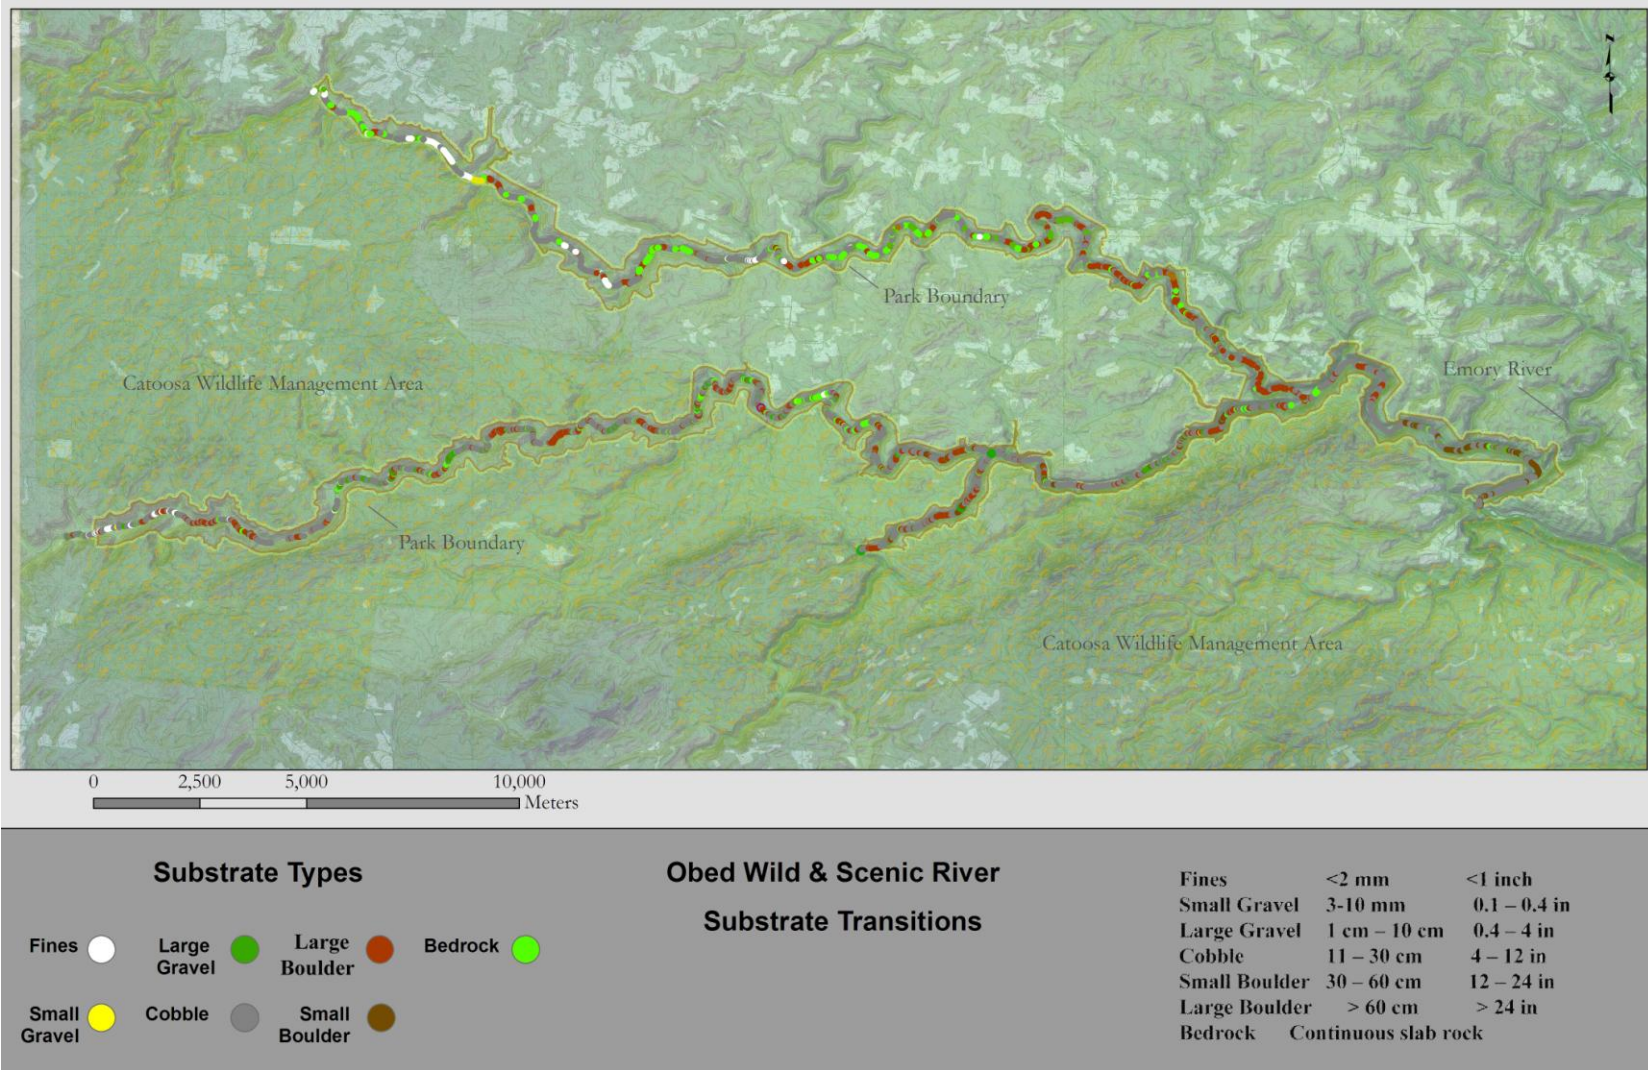 N
Park Boundary
Emory River
Catoosa Wildlife Management Area
Park Boundary
Catoosa Wildlife Management Area
0 2,500 5,000 10,000
Meters
Substrate Types
Fines
Large
Gravel
Large
Boulder
Bedrock
Small
Gravel
Cobble
Small
Boulder
Obed Wild & Scenic River
Substrate Transitions
Fines <2 mm <1 inch
Small Gravel 3-10 mm 0.1 – 0.4 in
Large Gravel 1 cm – 10 cm 0.4 – 4 in
Cobble 11 – 30 cm 4 – 12 in
Small Boulder 30 – 60 cm 12 – 24 in
Large Boulder > 60 cm > 24 in
Bedrock Continuous slab rock